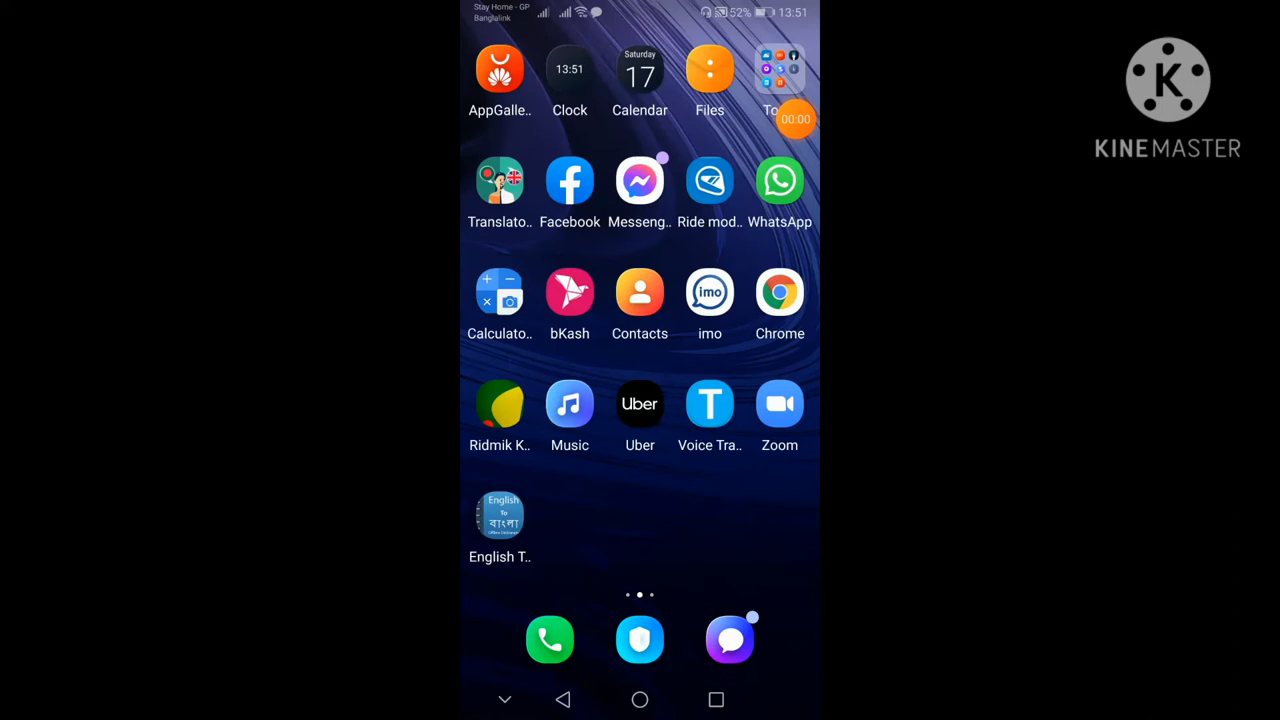 Stay Home - GP
Banglalink
52%
13:51
Saturday
13:51
17
AppGalle..
Clock
Calendar
Files
To
00:00
Translato..
Facebook
Messeng..
Ride mod..
WhatsApp
imo
Calculato..
bKash
Contacts
imo
Chrome
Uber
T
Ridmik K..
Music
Uber
Voice Tra..
Zoom
English
To
বাংলা
English T..
K
KINEMASTER